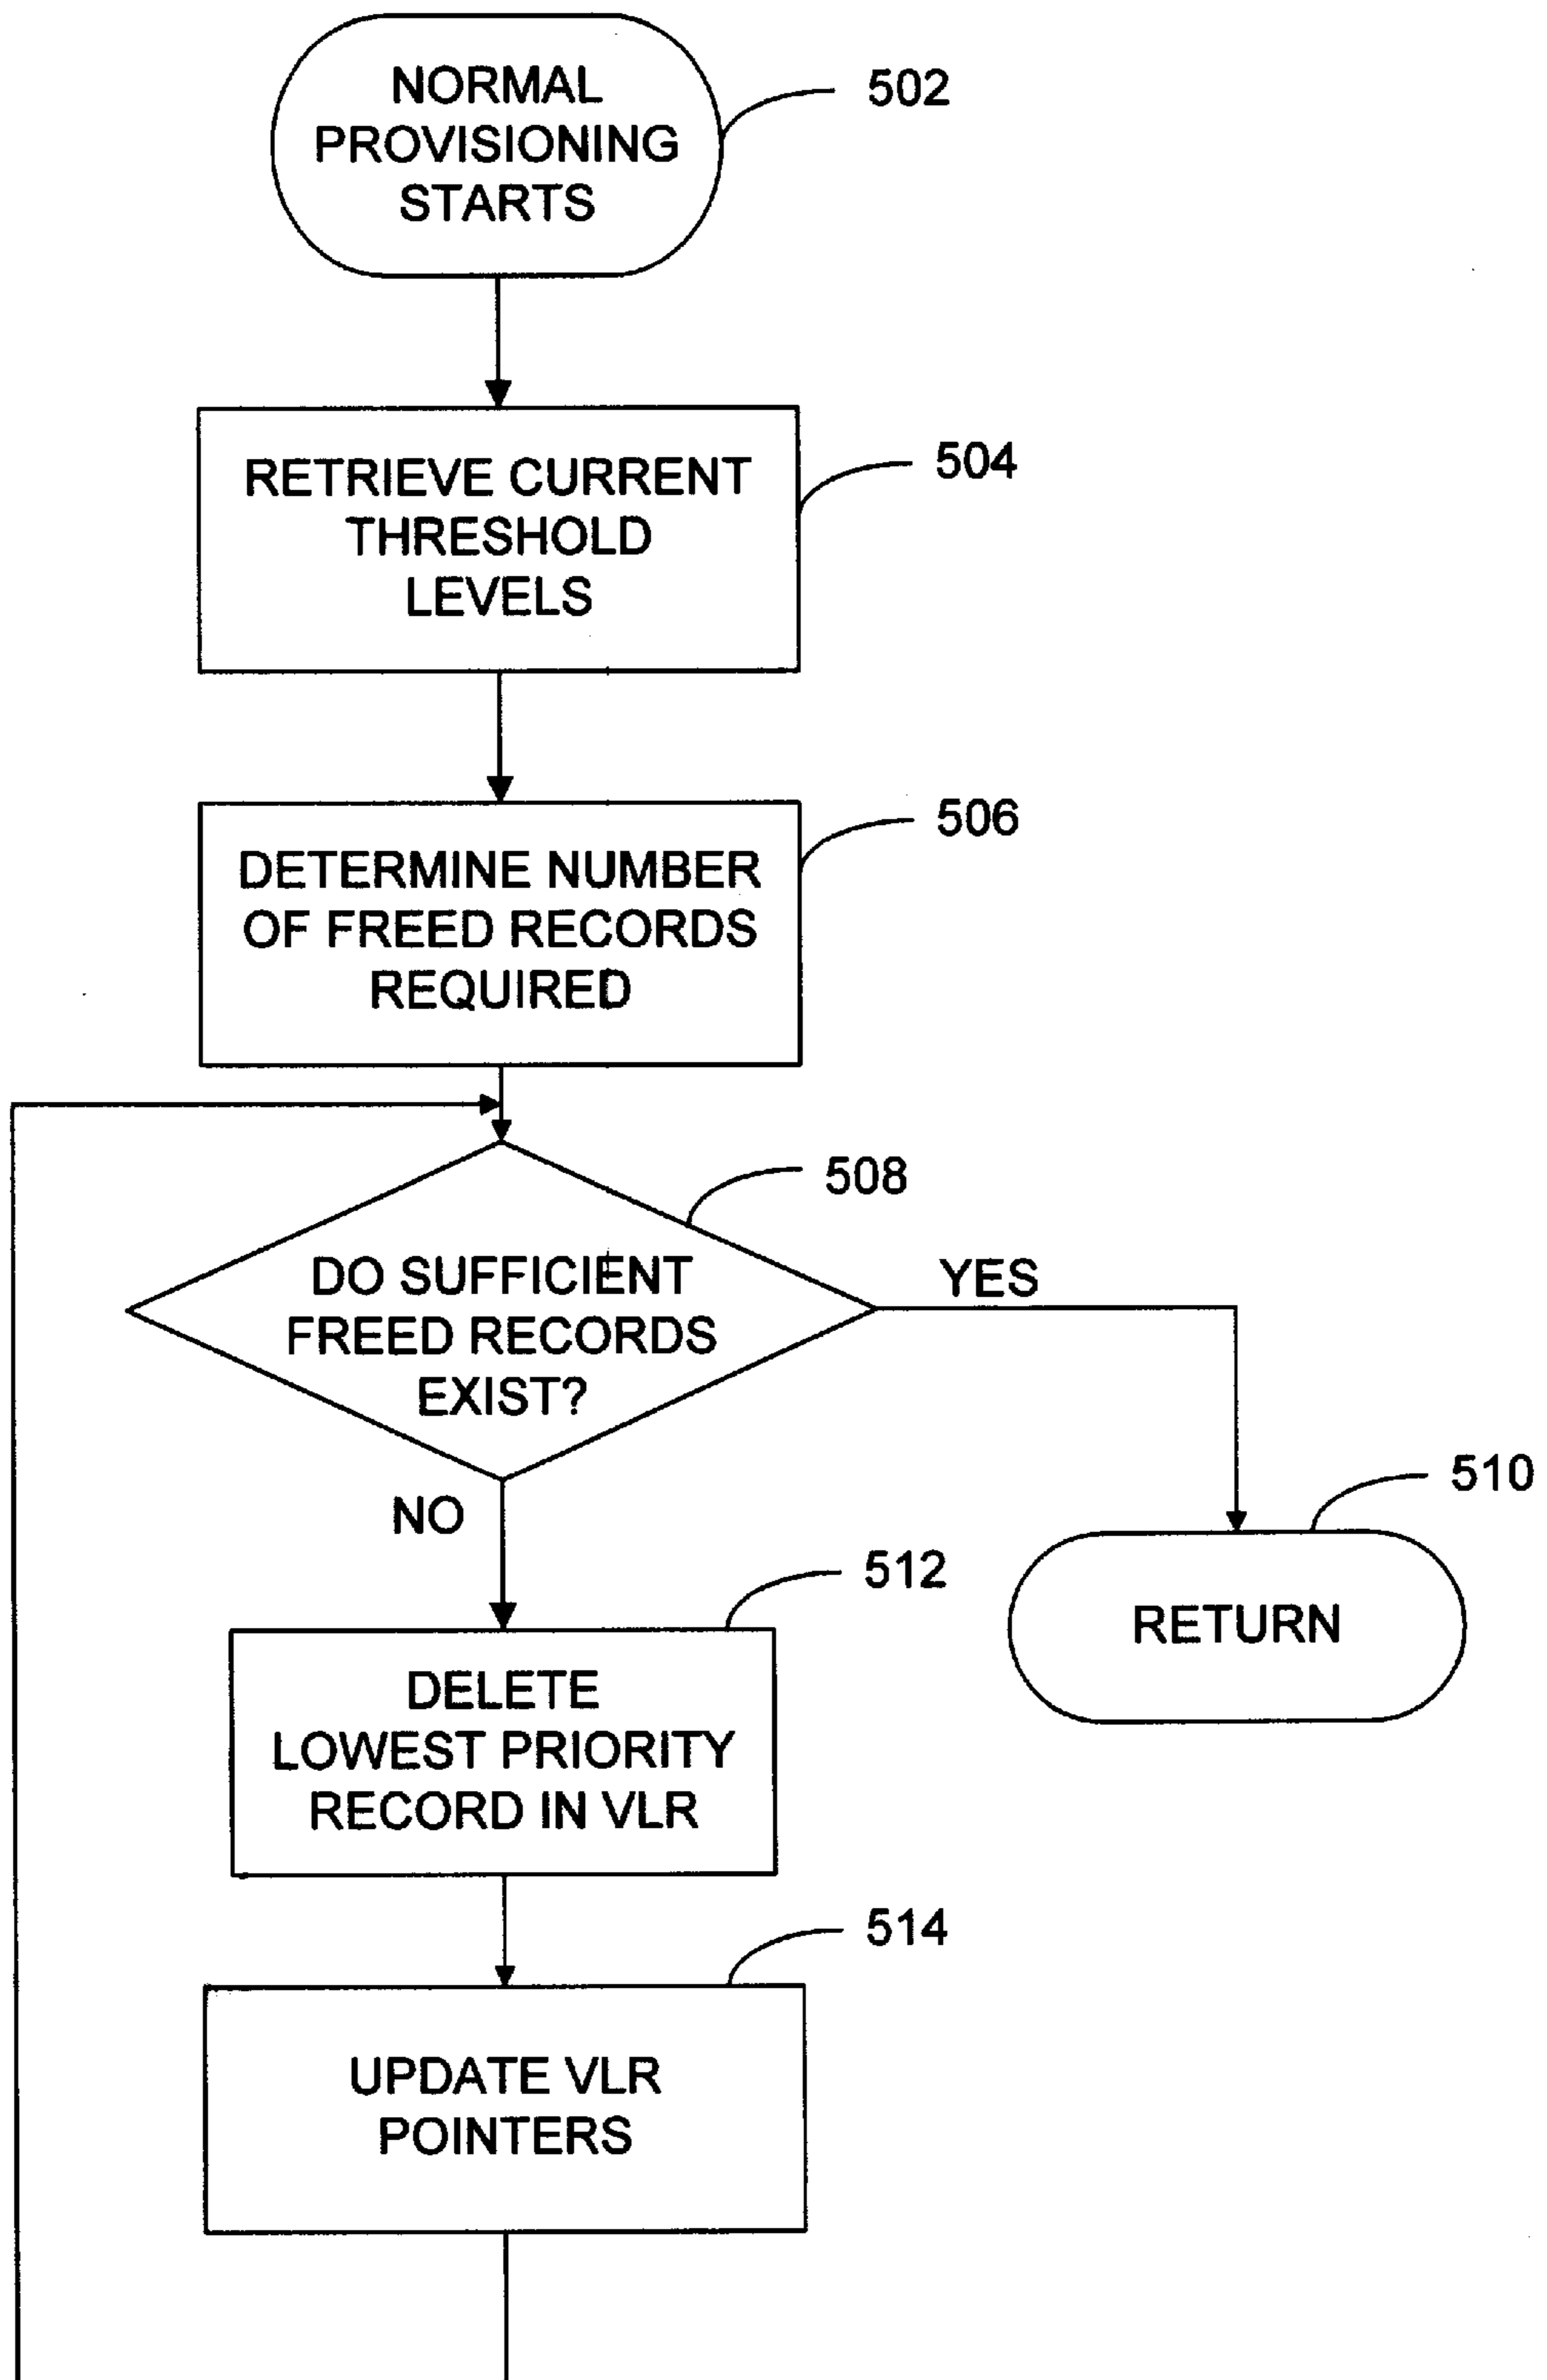 NORMAL
PROVISIONING
STARTS
502
RETRIEVE CURRENT
THRESHOLD
LEVELS
504
DETERMINE NUMBER
OF FREED RECORDS
REQUIRED
506
508
DO SUFFICIENT
FREED RECORDS
EXIST?
YES
NO
510
RETURN
512
DELETE
LOWEST PRIORITY
RECORD IN VLR
514
UPDATE VLR
POINTERS